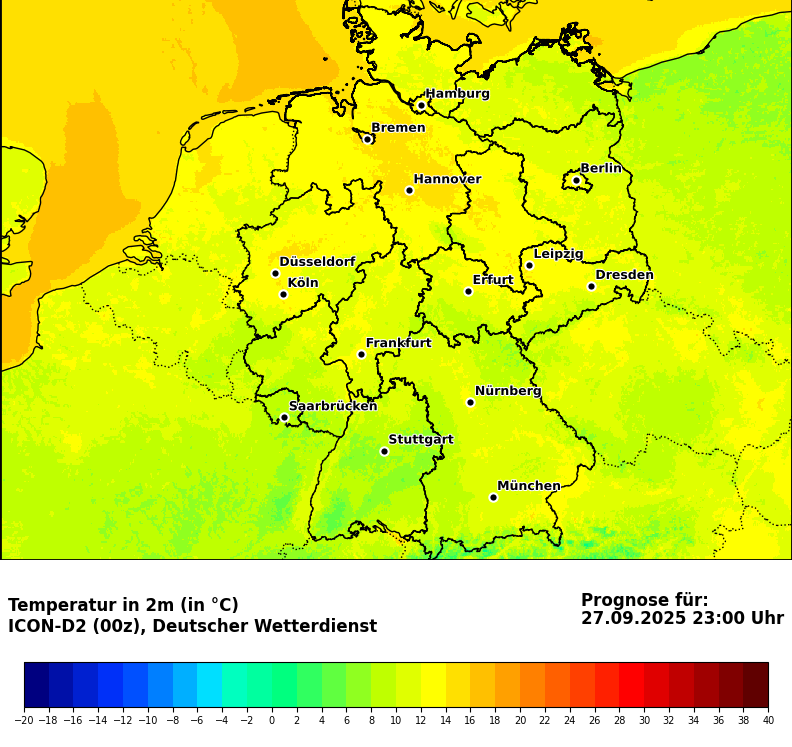 Hamburg
Bremen
Berlin
Hannover
Leipzig
Düsseldorf
Dresden
Köln
Erfurt
Frankfurt
Nürnberg
Saarbrücken
Stuttgart
München
Temperatur in 2m (in °C)
ICON-D2 (00z), Deutscher Wetterdienst
Prognose für:
27.09.2025 23:00 Uhr
−20 −18 −16 −14 −12 −10 −8 −6 −4 −2 0 2 4 6 8 10 12 14 16 18 20 22 24 26 28 30 32 34 36 38 40